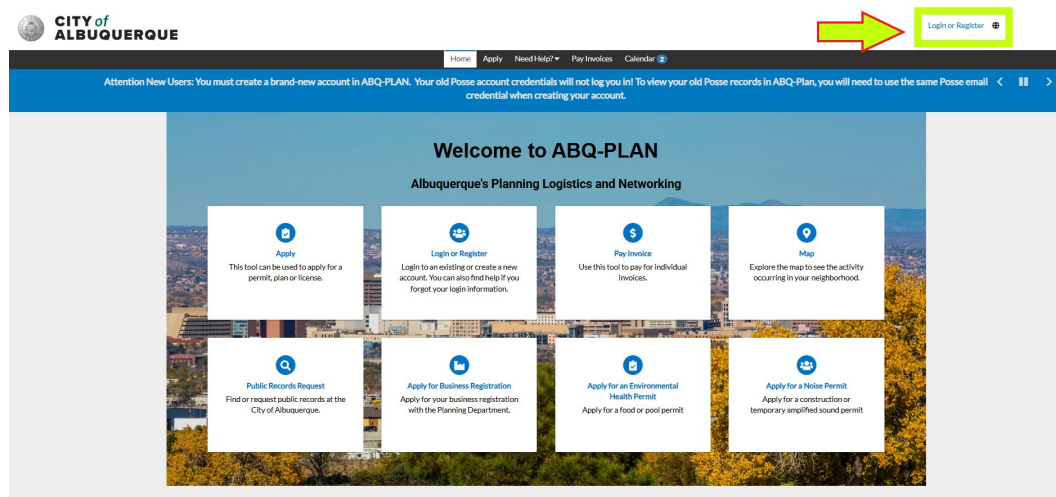 CITY of
ALBUQUERQUE
Login or Register
Home Apply Need Help? Pay Invoices Calendar 2
Attention New Users: You must create a brand-new account in ABQ-PLAN. Your old Posse account credentials will not log you in! To view your old Posse records in ABQ-Plan, you will need to use the same Posse email
credential when creating your account.
Welcome to ABQ-PLAN
Albuquerque's Planning Logistics and Networking
Apply
This tool can be used to apply for a
permit, plan or license.
Login or Register
Login to an existing or create a new
account. You can also find help if you
forgot your login information.
Pay Invoice
Use this tool to pay for individual
invoices.
Map
Explore the map to see the activity
occurring in your neighborhood.
Public Records Request
Find or request public records at the
City of Albuquerque.
Apply for Business Registration
Apply for your business registration
with the Planning Department.
Apply for an Environmental
Health Permit
Apply for a food or pool permit
Apply for a Noise Permit
Apply for a construction or
temporary amplified sound permit